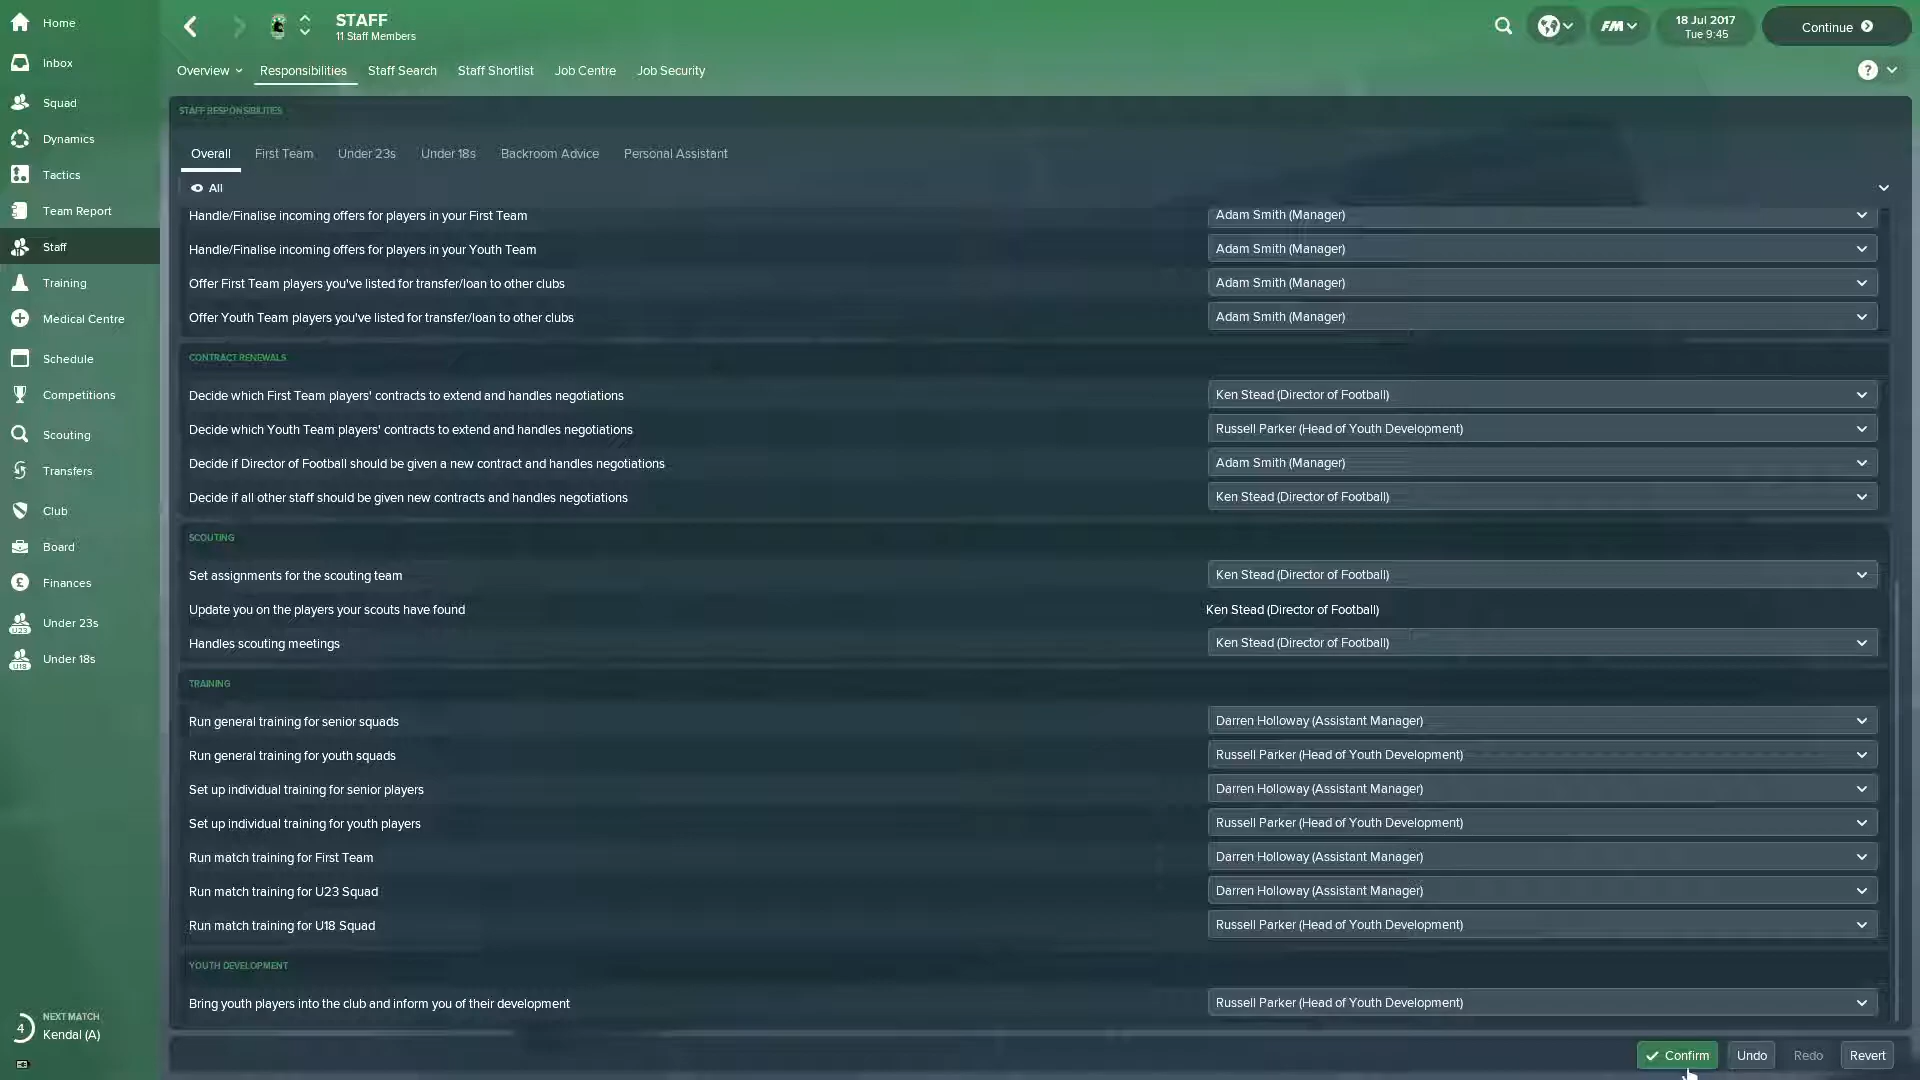 Home
Inbox
Squad
Dynamics
Tactics
Team Report
Staff
Training
Medical Centre
Schedule
Competitions
Scouting
Transfers
Club
Board
Finances
U23
Under 23s
U18
Under 18s
4
NEXT MATCH
Kendal (A)
STAFF
11 Staff Members
FM
18 Jul 2017
Tue 9:45
Continue
Overview
Responsibilities
Staff Search
Staff Shortlist
Job Centre
Job Security
?
STAFF RESPONSIBILITIES
Overall
First Team
Under 23s
Under 18s
Backroom Advice
Personal Assistant
All
Handle/Finalise incoming offers for players in your First Team
Adam Smith (Manager)
Handle/Finalise incoming offers for players in your Youth Team
Adam Smith (Manager)
Offer First Team players you've listed for transfer/loan to other clubs
Adam Smith (Manager)
Offer Youth Team players you've listed for transfer/loan to other clubs
Adam Smith (Manager)
CONTRACT RENEWALS
Decide which First Team players' contracts to extend and handles negotiations
Ken Stead (Director of Football)
Decide which Youth Team players' contracts to extend and handles negotiations
Russell Parker (Head of Youth Development)
Decide if Director of Football should be given a new contract and handles negotiations
Adam Smith (Manager)
Decide if all other staff should be given new contracts and handles negotiations
Ken Stead (Director of Football)
SCOUTING
Set assignments for the scouting team
Ken Stead (Director of Football)
Update you on the players your scouts have found
Ken Stead (Director of Football)
Handles scouting meetings
Ken Stead (Director of Football)
TRAINING
Run general training for senior squads
Darren Holloway (Assistant Manager)
Run general training for youth squads
Russell Parker (Head of Youth Development)
Set up individual training for senior players
Darren Holloway (Assistant Manager)
Set up individual training for youth players
Russell Parker (Head of Youth Development)
Run match training for First Team
Darren Holloway (Assistant Manager)
Run match training for U23 Squad
Darren Holloway (Assistant Manager)
Run match training for U18 Squad
Russell Parker (Head of Youth Development)
YOUTH DEVELOPMENT
Bring youth players into the club and inform you of their development
Russell Parker (Head of Youth Development)
Confirm
Undo
Redo
Revert